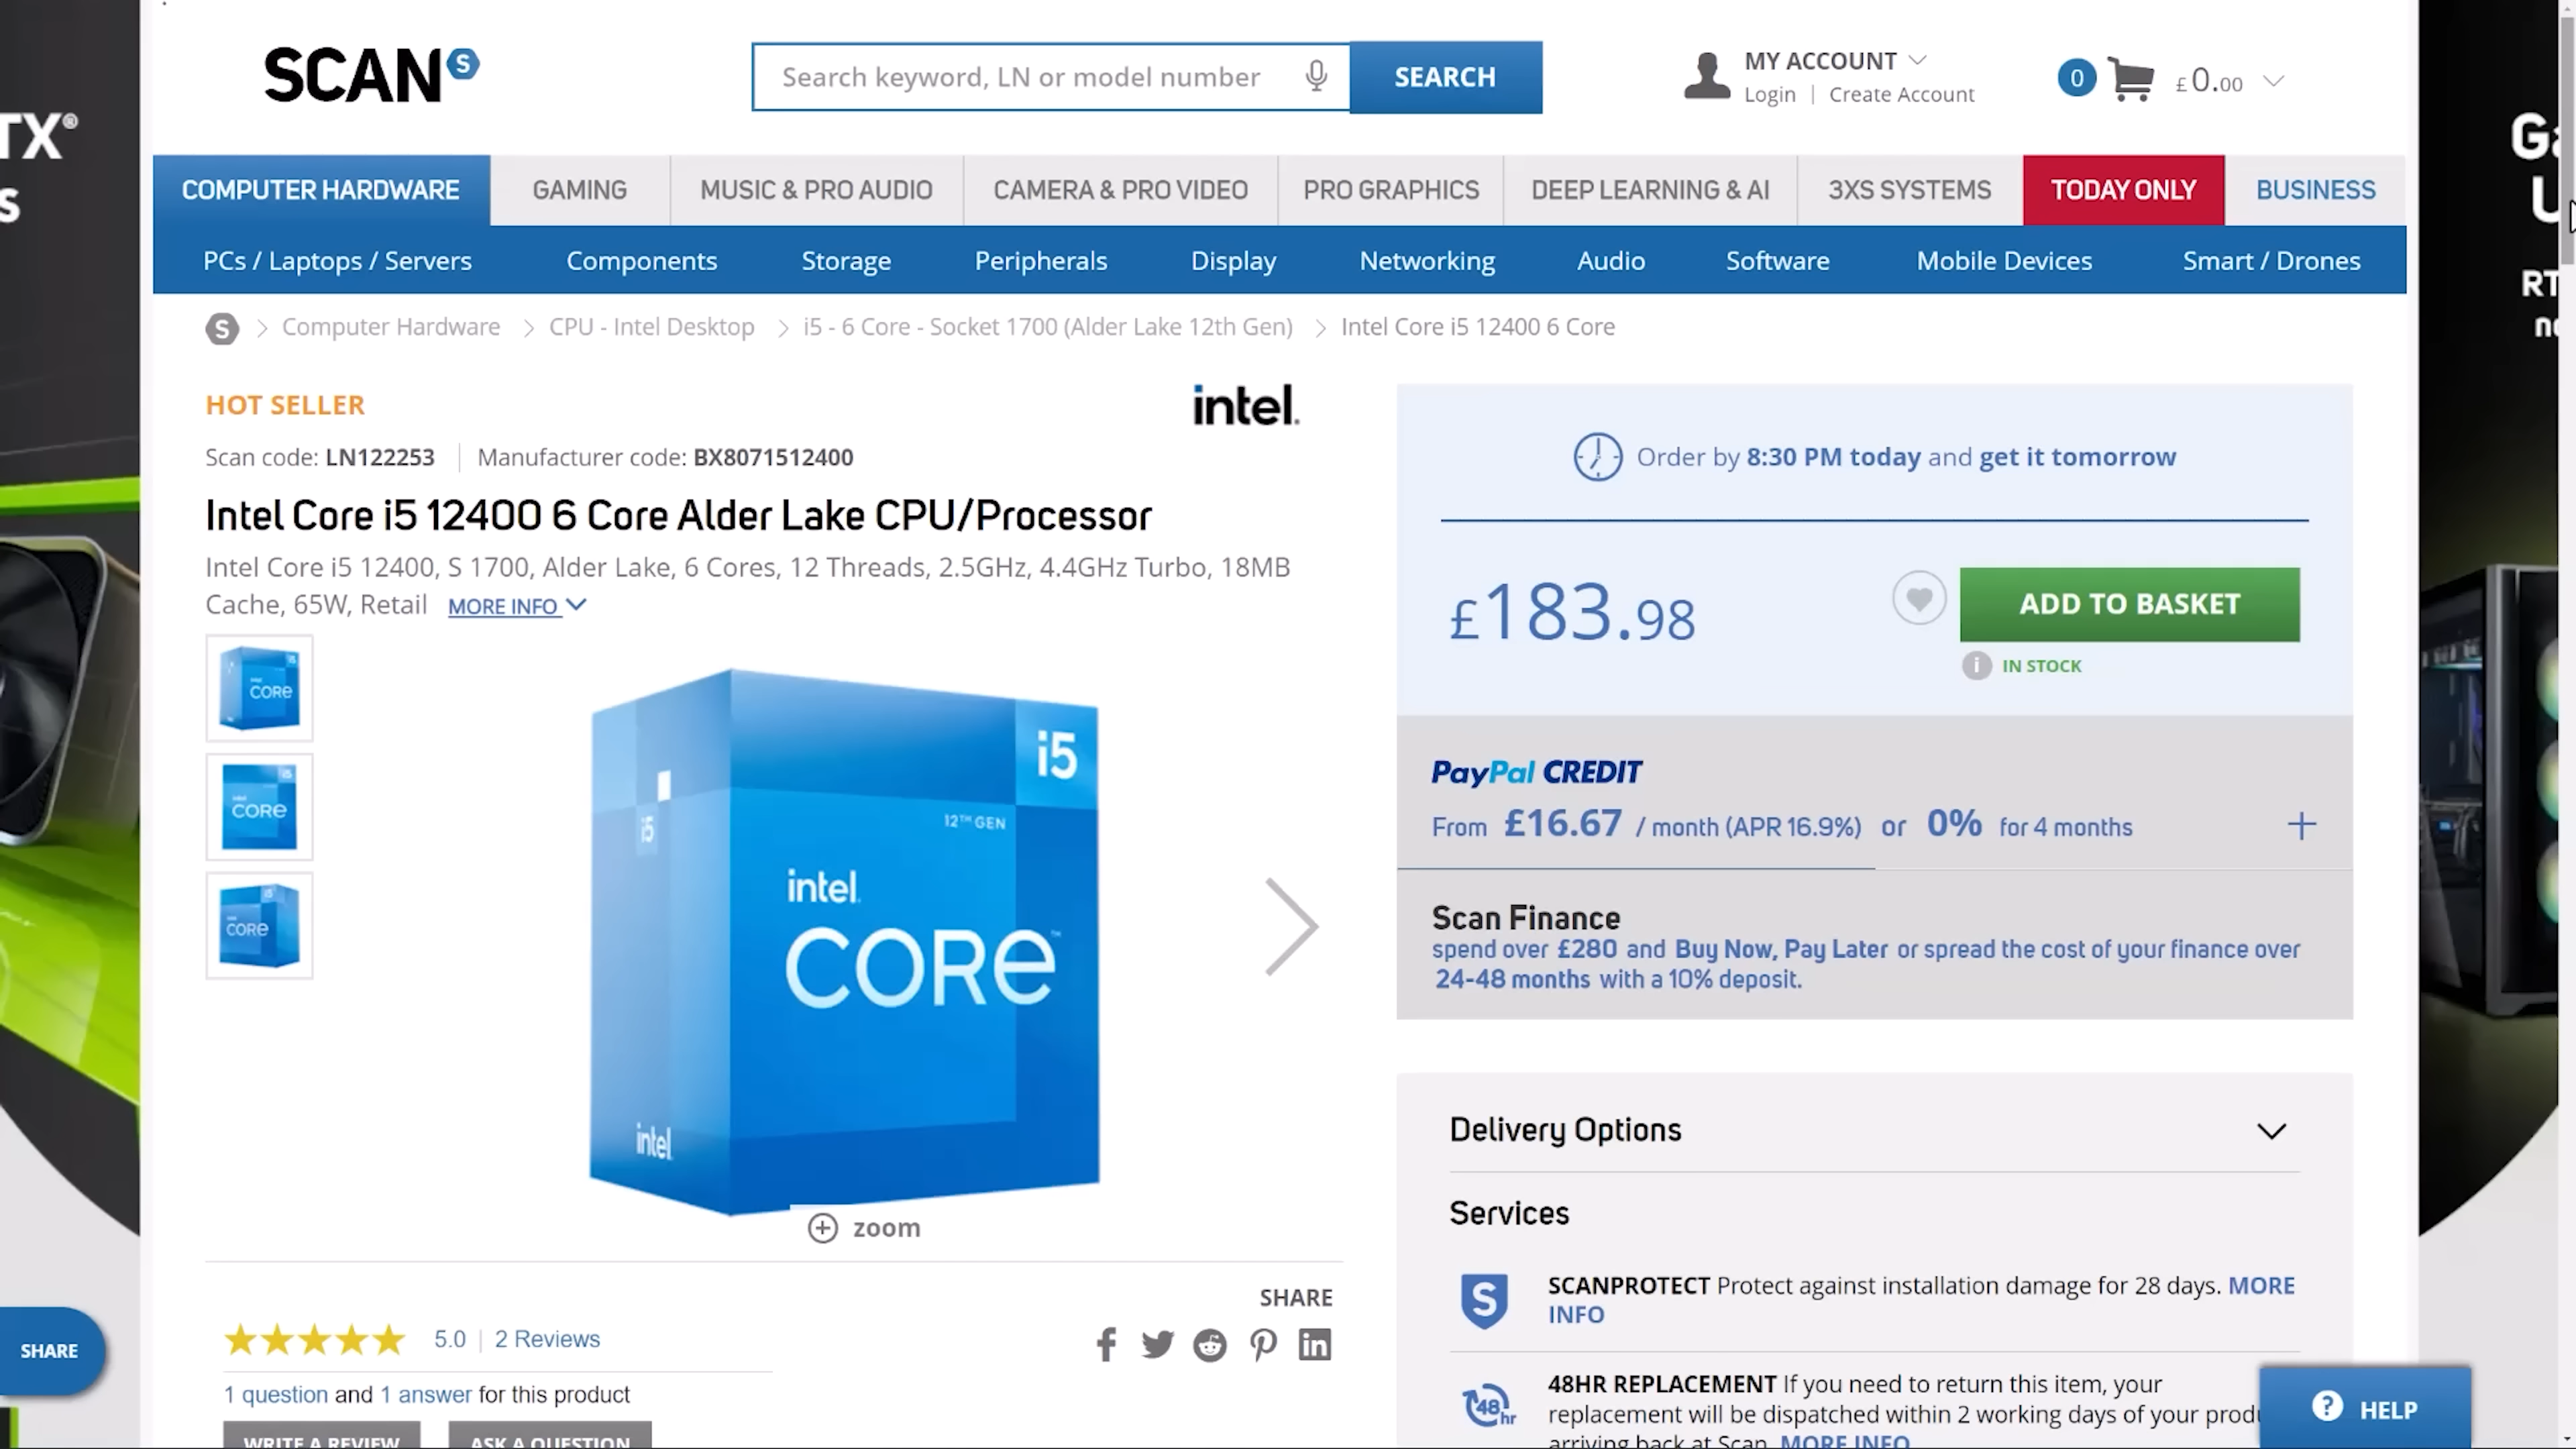 SCAN S
Search keyword, LN or model number
SEARCH
MY ACCOUNT
Login | Create Account
0
£0.00
TX®
S
Ga
U
RT
COMPUTER HARDWARE
GAMING
MUSIC & PRO AUDIO
CAMERA & PRO VIDEO
PRO GRAPHICS
DEEP LEARNING & AI
3XS SYSTEMS
TODAY ONLY
BUSINESS
PCs / Laptops / Servers
Components
Storage
Peripherals
Display
Networking
Audio
Software
Mobile Devices
Smart / Drones
S > Computer Hardware > CPU - Intel Desktop > i5 - 6 Core - Socket 1700 (Alder Lake 12th Gen) > Intel Core i5 12400 6 Core
HOT SELLER
intel.
Scan code: LN122253 | Manufacturer code: BX8071512400
Intel Core i5 12400 6 Core Alder Lake CPU/Processor
Intel Core i5 12400, S 1700, Alder Lake, 6 Cores, 12 Threads, 2.5GHz, 4.4GHz Turbo, 18MB
Cache, 65W, Retail MORE INFO
i5
CORe
i5
CORe
i5
CORe
i5
i5
12TH GEN
intel.
CORe™
intel.
zoom
SHARE
5.0 | 2 Reviews
1 question and 1 answer for this product
WRITE A REVIEW
ASK A QUESTION
SHARE
Order by 8:30 PM today and get it tomorrow
£183.98
ADD TO BASKET
i IN STOCK
PayPal CREDIT
From £16.67 / month (APR 16.9%) or 0% for 4 months
Scan Finance
spend over £280 and Buy Now, Pay Later or spread the cost of your finance over
24-48 months with a 10% deposit.
Delivery Options
Services
S SCANPROTECT Protect against installation damage for 28 days. MORE
INFO
48hr
48HR REPLACEMENT If you need to return this item, your
replacement will be dispatched within 2 working days of your produ
arriving back at Scan. MORE INFO
? HELP